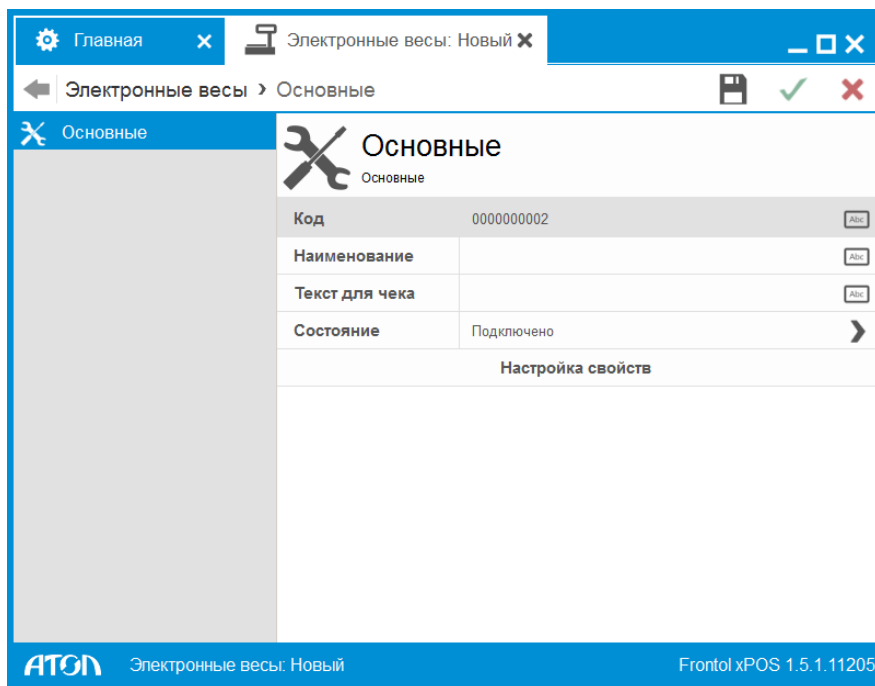 Главная
Электронные весы: Новый
Электронные весы › Основные
Основные
Основные
Основные
Код 0000000002 Abc
Наименование Abc
Текст для чека Abc
Состояние Подключено
Настройка свойств
АТОЛ Электронные весы: Новый Frontol xPOS 1.5.1.11205